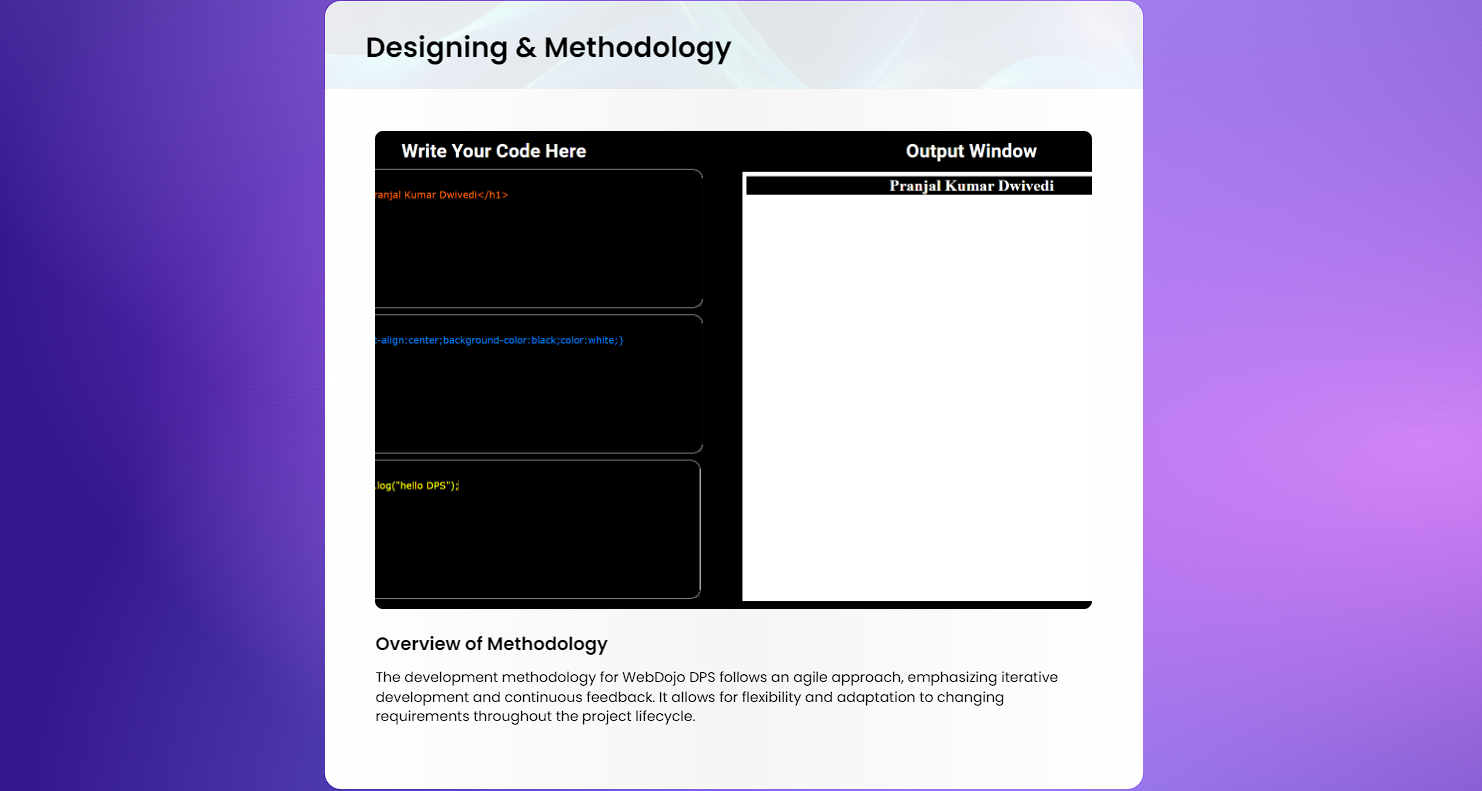 Designing & Methodology
Write Your Code Here
Output Window
ranjal Kumar Dwivedi</h1>
Pranjal Kumar Dwivedi
-align:center;background-color:black;color:white;}
.log("hello DPS");
Overview of Methodology
The development methodology for WebDojo DPS follows an agile approach, emphasizing iterative
development and continuous feedback. It allows for flexibility and adaptation to changing
requirements throughout the project lifecycle.